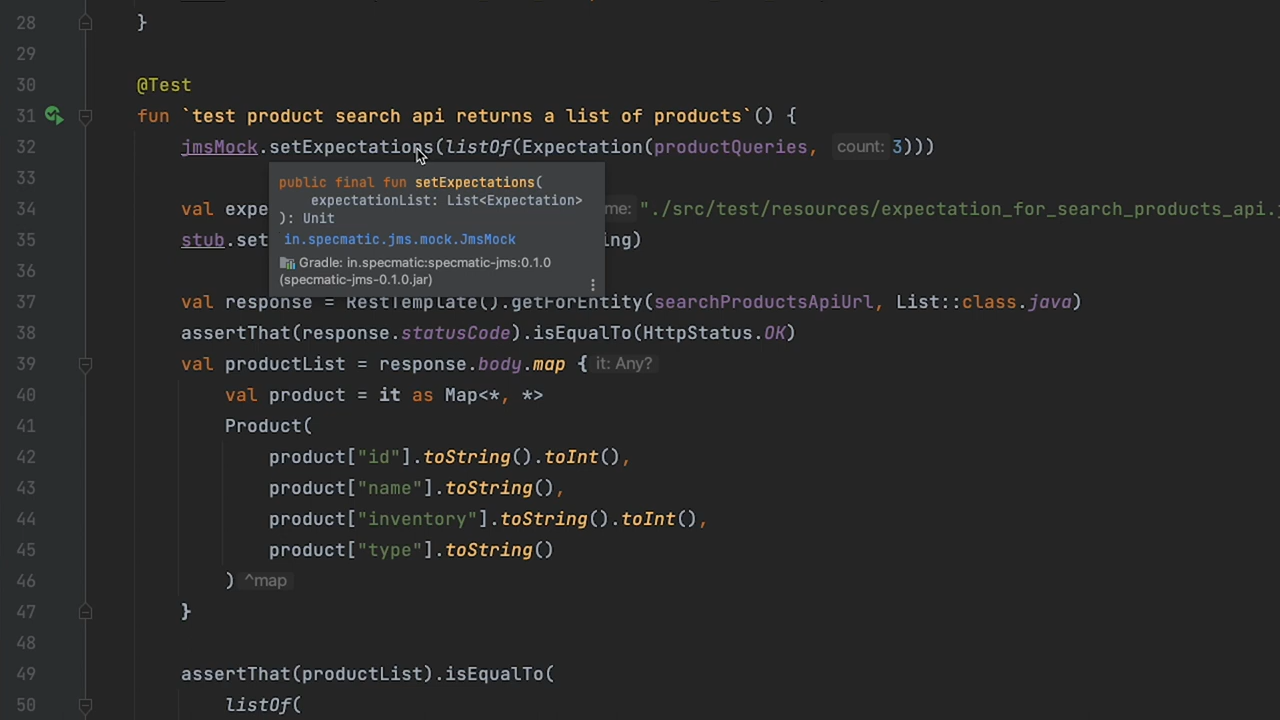 28 }
29
30 @Test
31 fun `test product search api returns a list of products`() {
32 jmsMock.setExpectations(listOf(Expectation(productQueries, count: 3)))
33
public final fun setExpectations(
expectationList: List<Expectation>
): Unit
in.specmatic.jms.mock.JmsMock
Gradle: in.specmatic:specmatic-jms:0.1.0
(specmatic-jms-0.1.0.jar)
34 val expe me: "./src/test/resources/expectation_for_search_products_api.j
35 stub.set ing)
36
37 val response = RestTemplate().getForEntity(searchProductsApiUrl, List::class.java)
38 assertThat(response.statusCode).isEqualTo(HttpStatus.OK)
39 val productList = response.body.map { it: Any?
40 val product = it as Map<*, *>
41 Product(
42 product["id"].toString().toInt(),
43 product["name"].toString(),
44 product["inventory"].toString().toInt(),
45 product["type"].toString()
46 ) ^map
47 }
48
49 assertThat(productList).isEqualTo(
50 listOf(